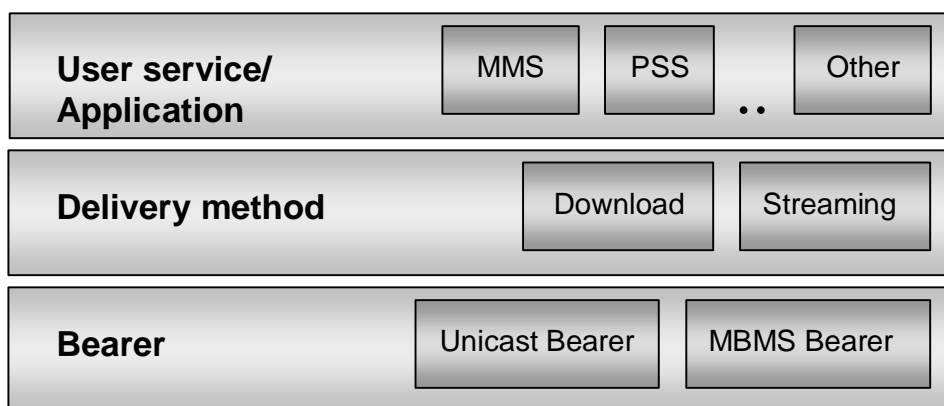 User service/ MMS PSS .. Other
Application
Delivery method Download Streaming
Bearer Unicast Bearer MBMS Bearer